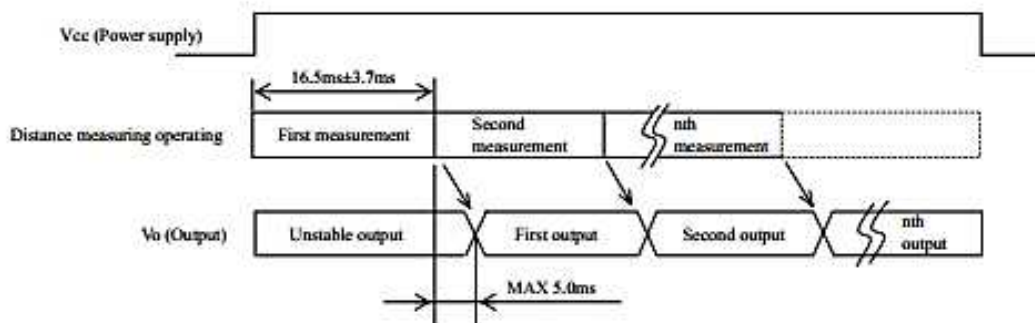 Vcc (Power supply)
16.5ms±3.7ms
Distance measuring operating
First measurement
Second
measurement
nth
measurement
Vo (Output)
Unstable output
First output
Second output
nth
output
MAX 5.0ms